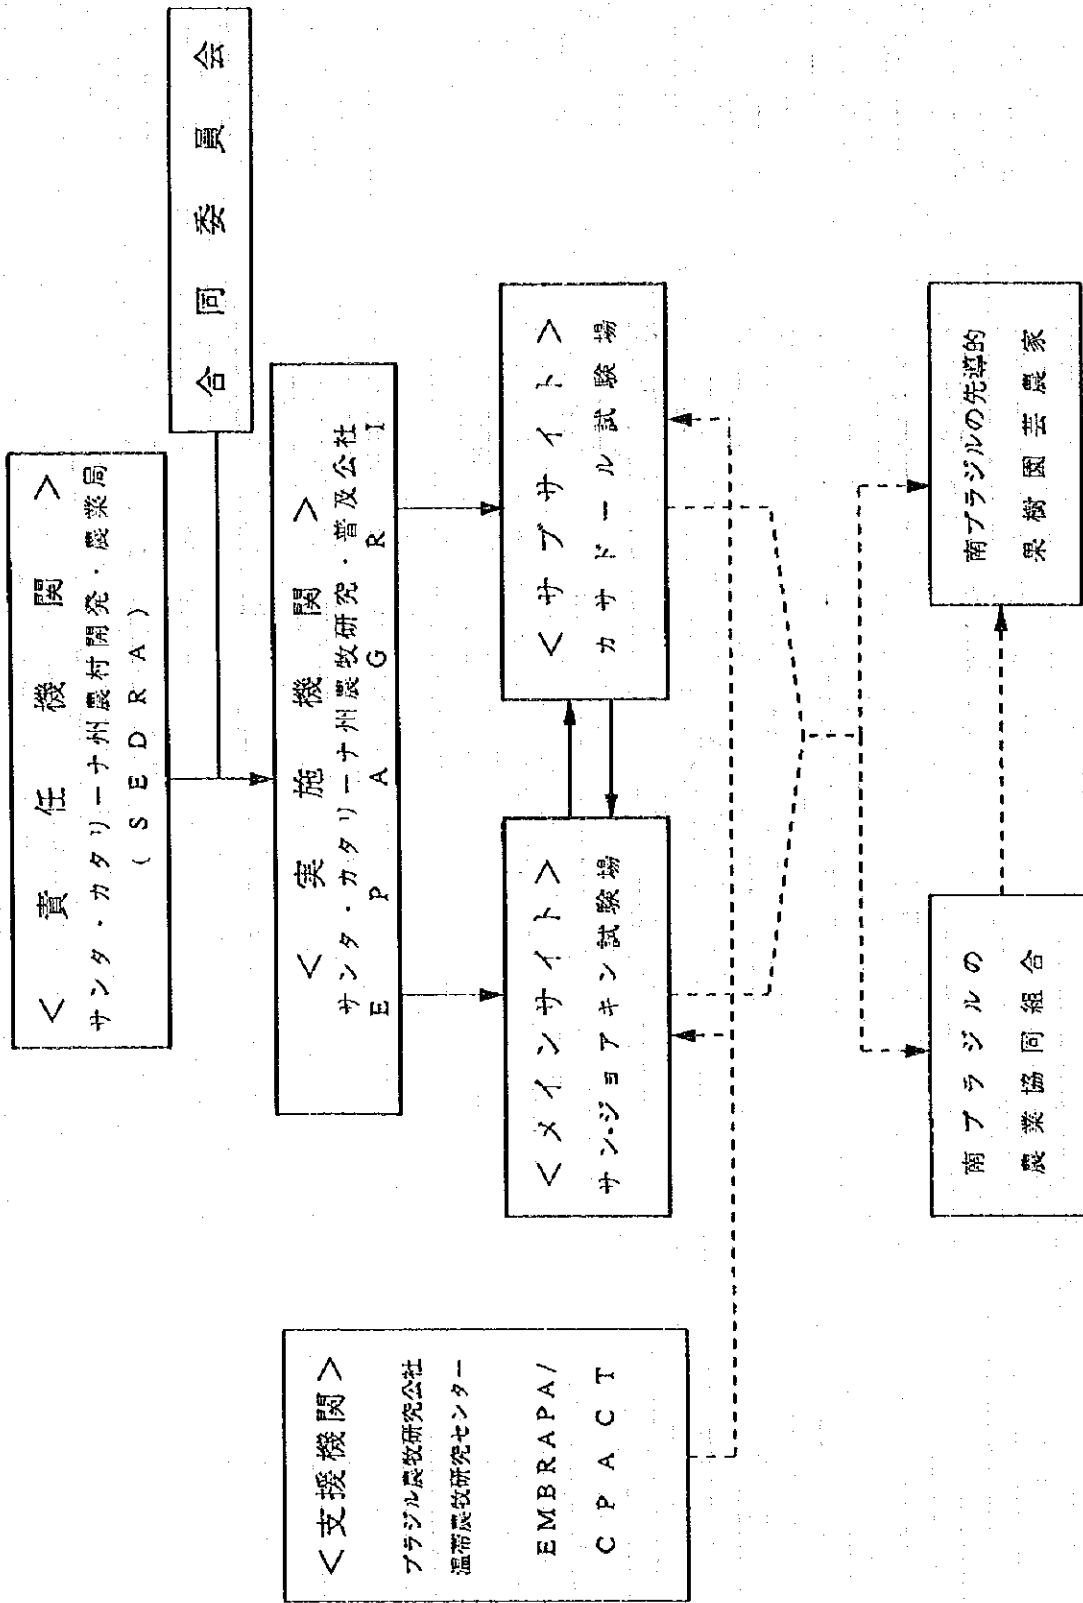 ＜責任機関＞
サンタ・カタリーナ州農村開発・農業局
（SEDRA）
合同委員会
＜実施機関＞
サンタ・カタリーナ州農牧研究・普及公社
EPAGRI
＜支援機関＞
ブラジル農牧研究公社
温帯農牧研究センター
EMBRAPA/
CPACT
＜メインサイト＞
サン・ジョアキン試験場
＜サブサイト＞
カサドール試験場
南ブラジルの
農業協同組合
南ブラジルの先導的
果樹園芸農家